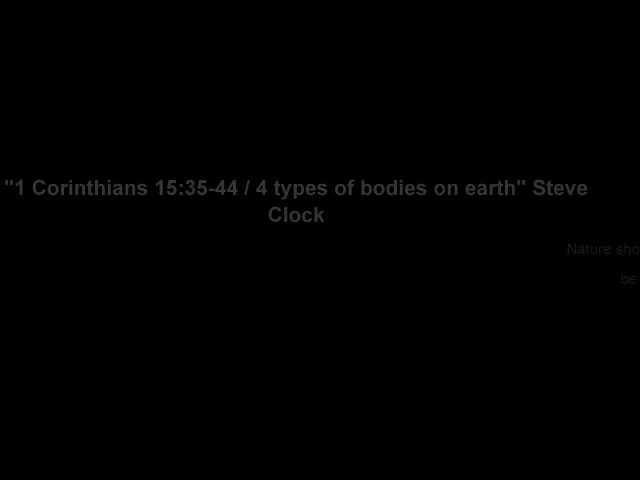 "1 Corinthians 15:35-44 / 4 types of bodies on earth" Steve
Clock
Nature sho
be